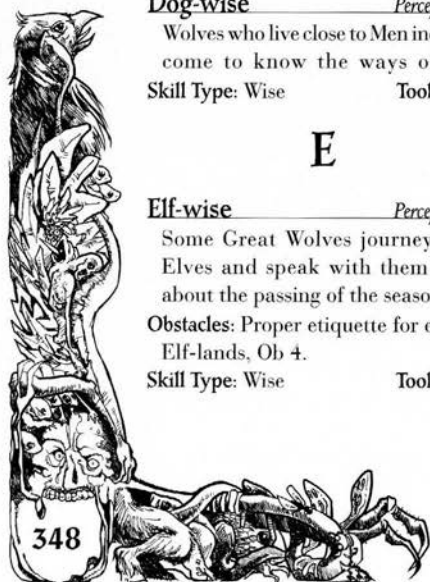 Dog-wise
Wolves who live close to Men
come to know the ways
Skill Type: Wise
E
Elf-wise
Some Great Wolves journey
Elves and speak with them
about the passing of the
Obstacles: Proper etiquette for
Elf-lands, Ob 4.
Skill Type: Wise
348